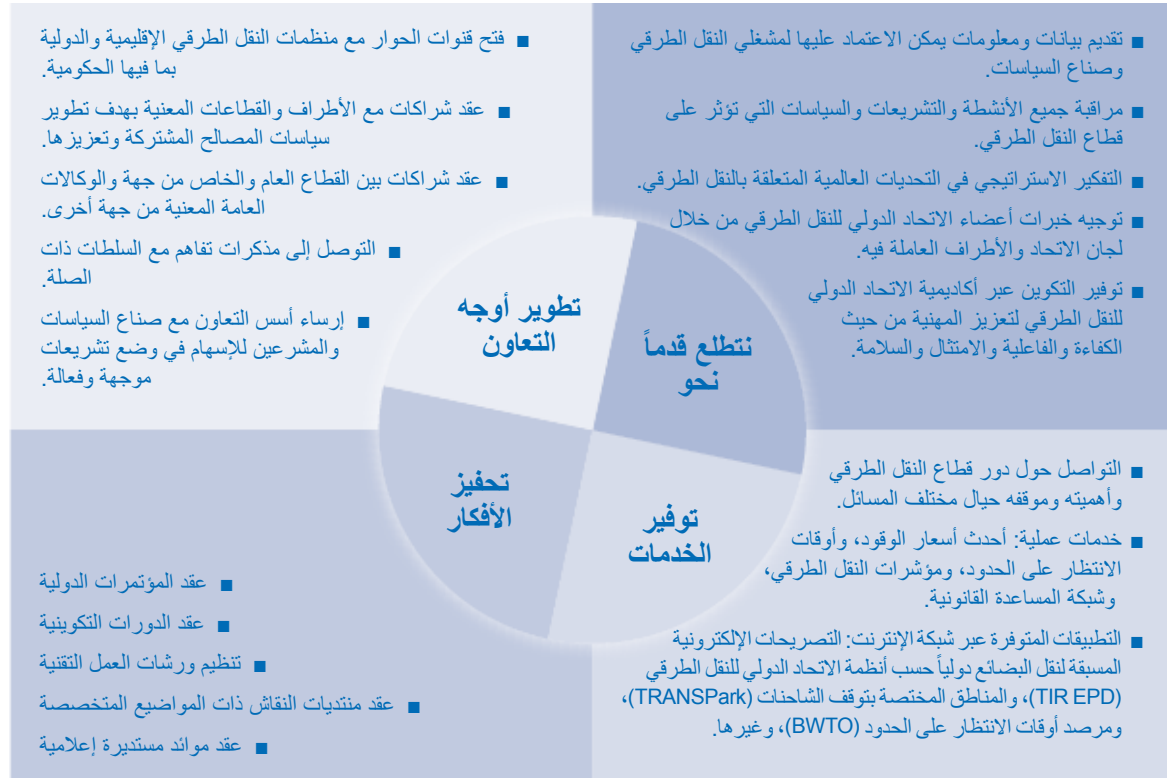 ■ تقديم بيانات ومعلومات يمكن الاعتماد عليها لمشغلي النقل الطرقي
وصناع السياسات.
■ مراقبة جميع الأنشطة والتشريعات والسياسات التي تؤثر على
قطاع النقل الطرقي.
■ التفكير الاستراتيجي في التحديات العالمية المتعلقة بالنقل الطرقي.
■ توجيه خبرات أعضاء الاتحاد الدولي للنقل الطرقي من خلال
لجان الاتحاد والأطراف العاملة فيه.
■ توفير التكوين عبر أكاديمية الاتحاد الدولي
للنقل الطرقي لتعزيز المهنية من حيث
الكفاءة والفاعلية والامتثال والسلامة.
نتطلع قدماً
نحو
■ فتح قنوات الحوار مع منظمات النقل الطرقي الإقليمية والدولية
بما فيها الحكومية.
■ عقد شراكات مع الأطراف والقطاعات المعنية بهدف تطوير
سياسات المصالح المشتركة وتعزيزها.
■ عقد شراكات بين القطاع العام والخاص من جهة والوكالات
العامة المعنية من جهة أخرى.
■ التوصل إلى مذكرات تفاهم مع السلطات ذات
الصلة.
■ إرساء أسس التعاون مع صناع السياسات
والمشرعين للإسهام في وضع تشريعات
موجهة وفعالة.
تطوير أوجه
التعاون
■ التواصل حول دور قطاع النقل الطرقي
وأهميته وموقفه حيال مختلف المسائل.
■ خدمات عملية: أحدث أسعار الوقود، وأوقات
الانتظار على الحدود، ومؤشرات النقل الطرقي،
وشبكة المساعدة القانونية.
■ التطبيقات المتوفرة عبر شبكة الإنترنت: التصريحات الإلكترونية
المسبقة لنقل البضائع دولياً حسب أنظمة الاتحاد الدولي للنقل الطرقي
(TIR EPD)، والمناطق المختصة بتوقف الشاحنات (TRANSPark)،
ومرصد أوقات الانتظار على الحدود (BWTO)، وغيرها.
توفير
الخدمات
تحفيز
الأفكار
■ عقد المؤتمرات الدولية
■ عقد الدورات التكوينية
■ تنظيم ورشات العمل التقنية
■ عقد منتديات النقاش ذات المواضيع المتخصصة
■ عقد موائد مستديرة إعلامية